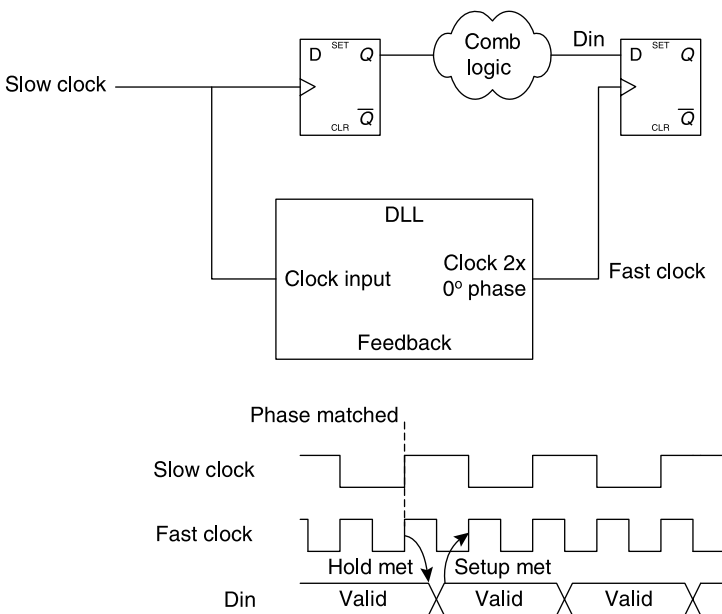 D SET Q
Q
CLR
Comb
logic
Din
D SET Q
Q
CLR
Slow clock
DLL
Clock input
Clock 2x
0º phase
Fast clock
Feedback
Phase matched
Slow clock
Fast clock
Hold met
Setup met
Din
Valid
Valid
Valid